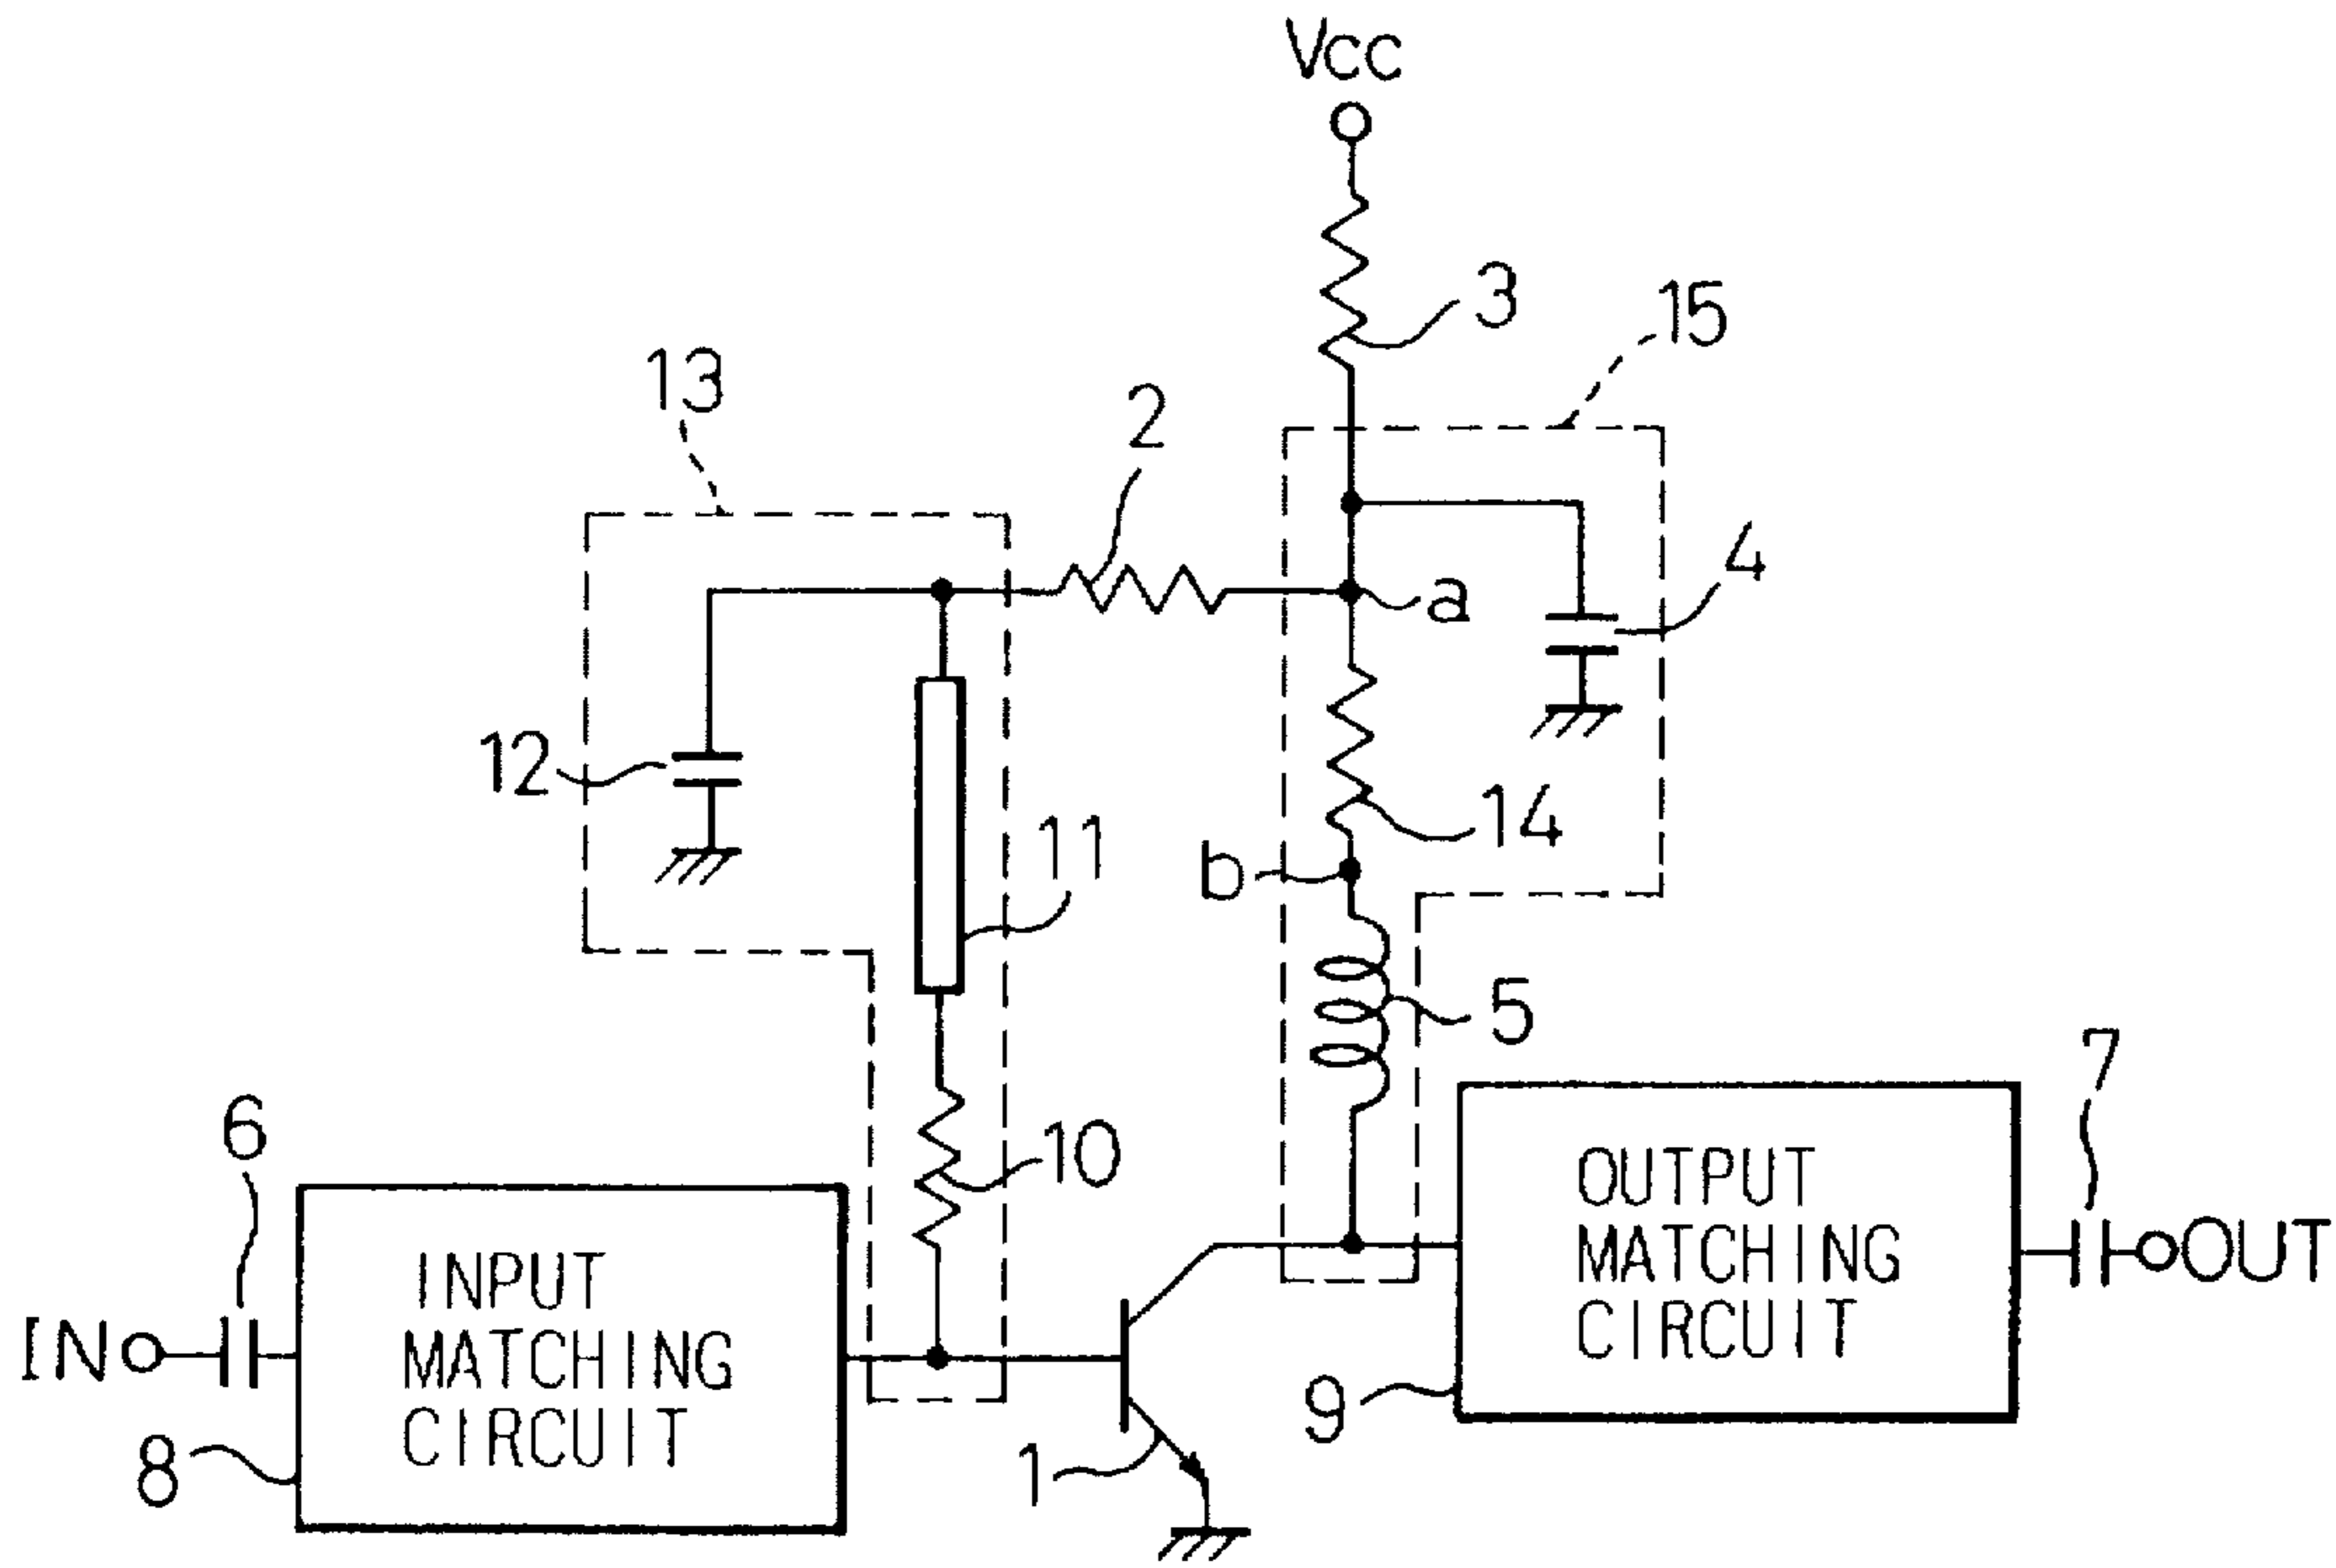 Vcc
3
15
13
2
4
a
12
14
11
b
5
7
6
10
OUTPUT
MATCHING
CIRCUIT
OUT
INPUT
MATCHING
CIRCUIT
IN
9
8
1